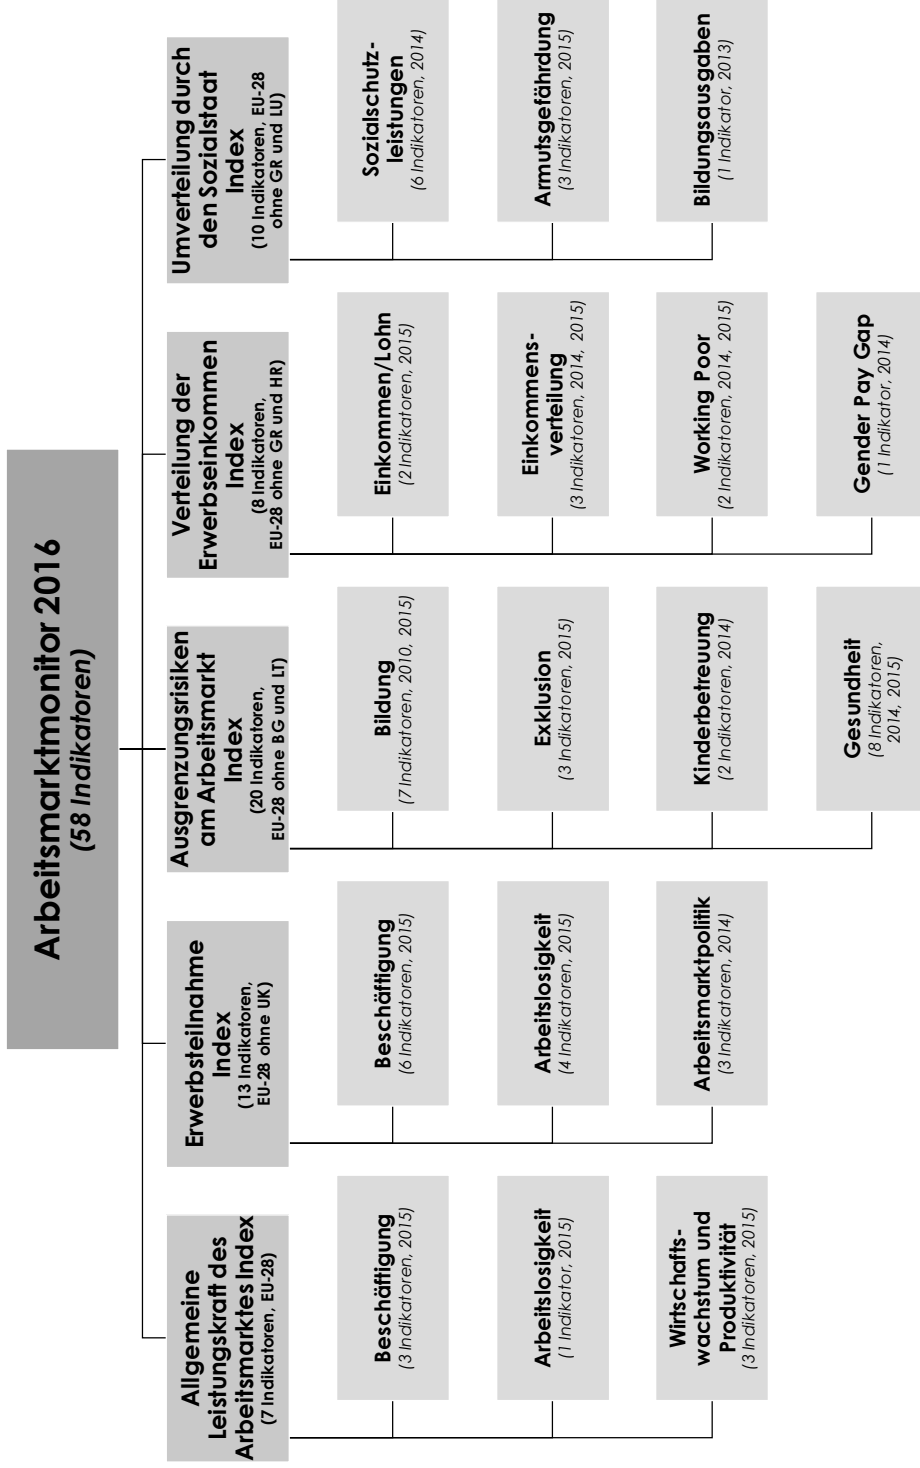 Arbeitsmarktmonitor 2016
(58 Indikatoren)
Allgemeine
Leistungskraft des
Arbeitsmarktes Index
(7 Indikatoren, EU-28)
Beschäftigung
(3 Indikatoren, 2015)
Arbeitslosigkeit
(1 Indikator, 2015)
Wirtschafts-
wachstum und
Produktivität
(3 Indikatoren, 2015)
Erwerbsteilnahme
Index
(13 Indikatoren,
EU-28 ohne UK)
Beschäftigung
(6 Indikatoren, 2015)
Arbeitslosigkeit
(4 Indikatoren, 2015)
Arbeitsmarktpolitik
(3 Indikatoren, 2014)
Ausgrenzungsrisiken
am Arbeitsmarkt
Index
(20 Indikatoren,
EU-28 ohne BG und LT)
Bildung
(7 Indikatoren, 2010, 2015)
Exklusion
(3 Indikatoren, 2015)
Kinderbetreuung
(2 Indikatoren, 2014)
Gesundheit
(8 Indikatoren,
2014, 2015)
Verteilung der
Erwerbseinkommen
Index
(8 Indikatoren,
EU-28 ohne GR und HR)
Einkommen/Lohn
(2 Indikatoren, 2015)
Einkommens-
verteilung
(3 Indikatoren, 2014, 2015)
Working Poor
(2 Indikatoren, 2014, 2015)
Gender Pay Gap
(1 Indikator, 2014)
Umverteilung durch
den Sozialstaat
Index
(10 Indikatoren, EU-28
ohne GR und LU)
Sozialschutz-
leistungen
(6 Indikatoren, 2014)
Armutsgefährdung
(3 Indikatoren, 2015)
Bildungsausgaben
(1 Indikator, 2013)